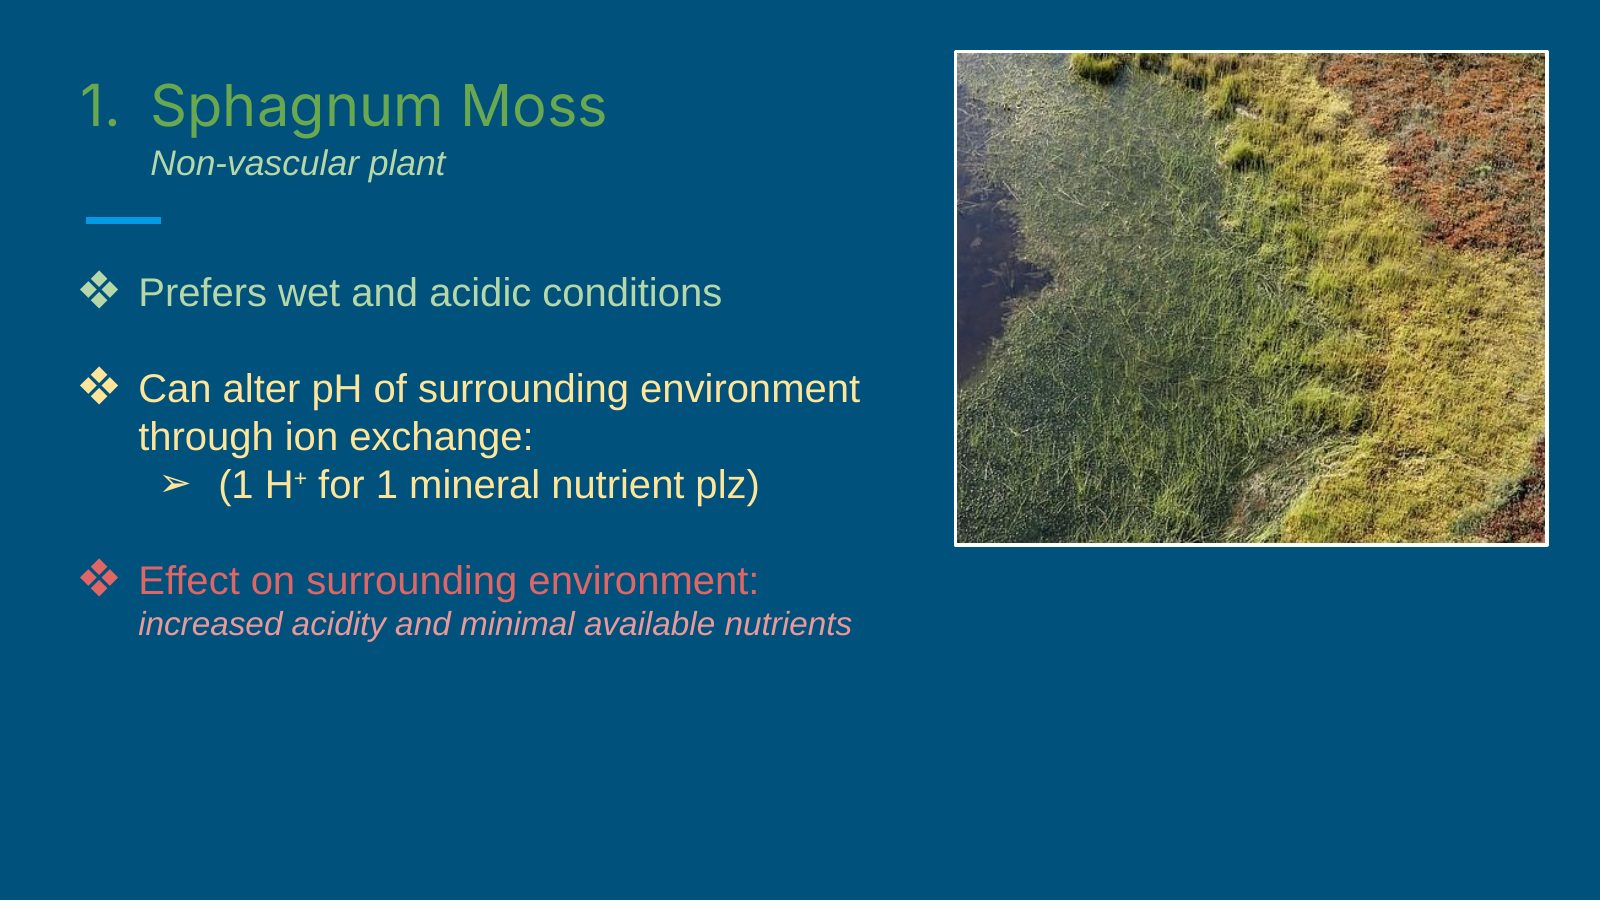 1. Sphagnum Moss
Non-vascular plant
❖ Prefers wet and acidic conditions
❖ Can alter pH of surrounding environment
through ion exchange:
➢ (1 H⁺ for 1 mineral nutrient plz)
❖ Effect on surrounding environment:
increased acidity and minimal available nutrients